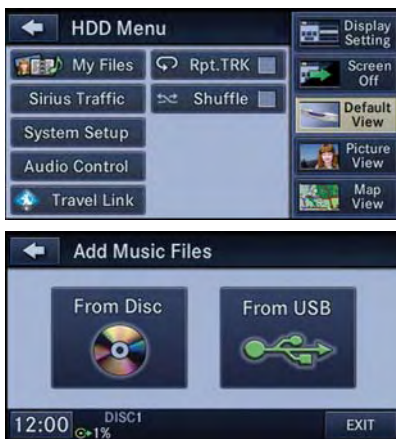 HDD Menu
My Files
Rpt.TRK
Sirius Traffic
Shuffle
System Setup
Audio Control
Travel Link
Display
Setting
Screen
Off
Default
View
Picture
View
Map
View
Add Music Files
From Disc
From USB
12:00
DISC1
1%
EXIT